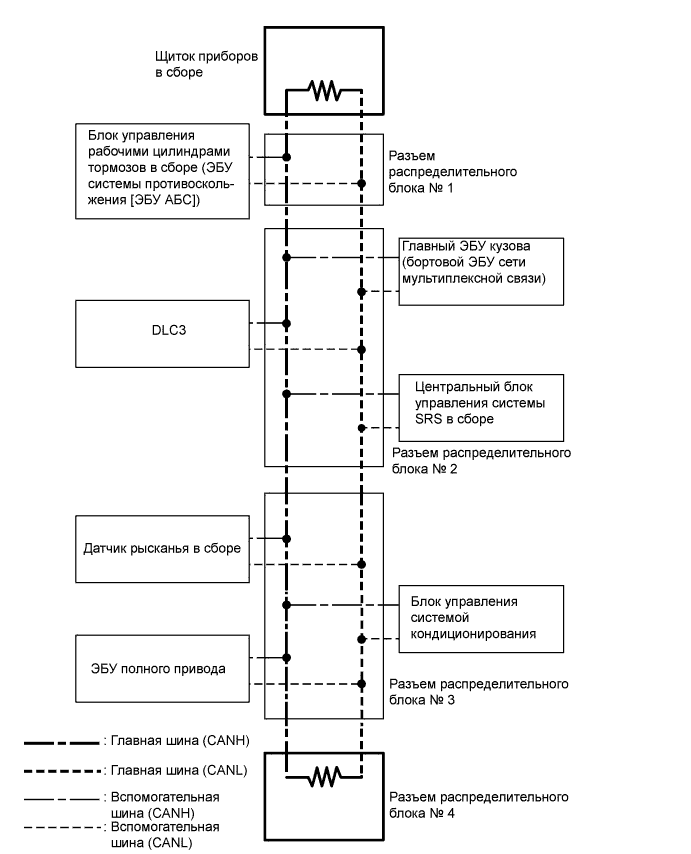 Щиток приборов
в сборе
Блок управления
рабочими цилиндрами
тормозов в сборе (ЭБУ
системы противосколь-
жения [ЭБУ АБС])
Разъем
распределительного
блока № 1
Главный ЭБУ кузова
(бортовой ЭБУ сети
мультиплексной связи)
DLC3
Центральный блок
управления системы
SRS в сборе
Разъем распределительного
блока № 2
Датчик рысканья в сборе
Блок управления
системой
кондиционирования
ЭБУ полного привода
Разъем распределительного
блока № 3
: Главная шина (CANH)
: Главная шина (CANL)
: Вспомогательная
шина (CANH)
: Вспомогательная
шина (CANL)
Разъем распределительного
блока № 4